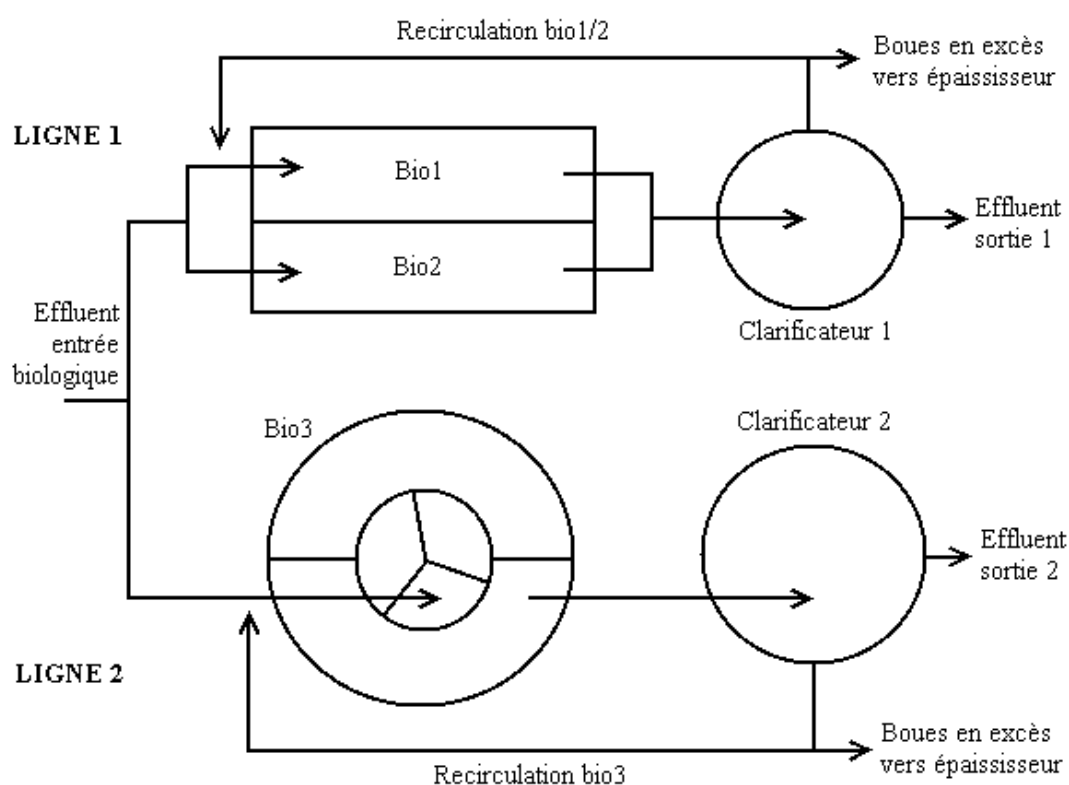 Recirculation bio1/2
Boues en excès
vers épaississeur
LIGNE 1
Bio1
Bio2
Effluent
sortie 1
Clarificateur 1
Effluent
entrée
biologique
Bio3
Clarificateur 2
Effluent
sortie 2
LIGNE 2
Boues en excès
vers épaississeur
Recirculation bio3